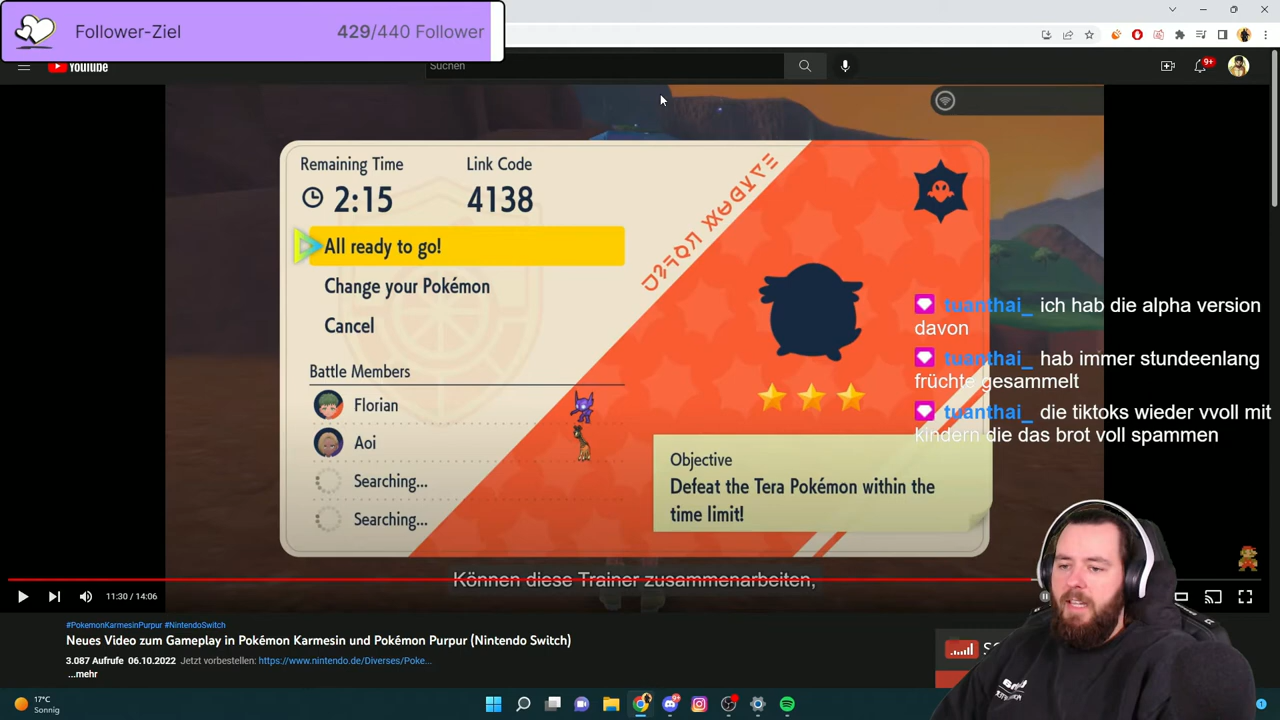 Follower-Ziel 429/440 Follower
YouTube
Suchen
9+
Remaining Time Link Code
2:15 4138
All ready to go!
Change your Pokémon
Cancel
Battle Members
Florian
Aoi
Searching...
Searching...
Objective
Defeat the Tera Pokémon within the
time limit!
tuanthai_ ich hab die alpha version
davon
tuanthai_ hab immer stundeenlang
früchte gesammelt
tuanthai_ die tiktoks wieder vvoll mit
kindern die das brot voll spammen
Können diese Trainer zusammenarbeiten,
11:30 / 14:06
#PokemonKarmesinPurpur #NintendoSwitch
Neues Video zum Gameplay in Pokémon Karmesin und Pokémon Purpur (Nintendo Switch)
3.087 Aufrufe 06.10.2022 Jetzt vorbestellen: https://www.nintendo.de/Diverses/Poke...
...mehr
17°C
Sonnig
9+
1